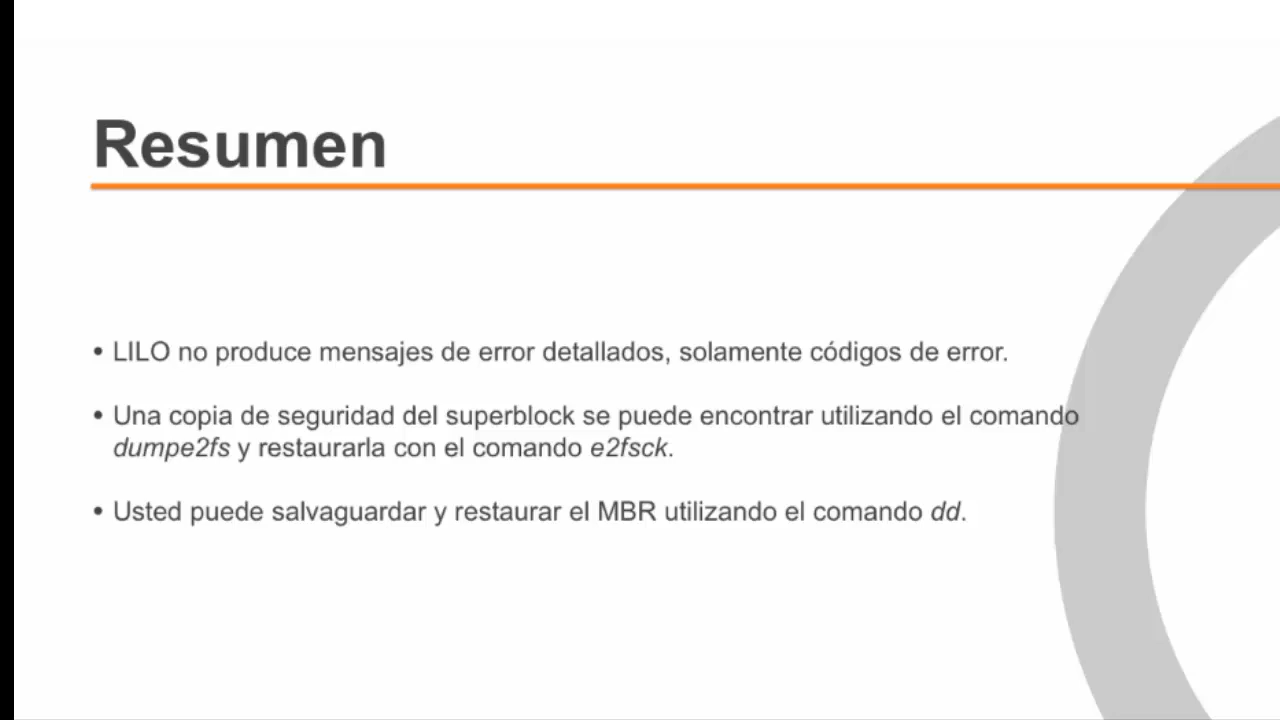 Resumen
• LILO no produce mensajes de error detallados, solamente códigos de error.
• Una copia de seguridad del superblock se puede encontrar utilizando el comando
dumpe2fs y restaurarla con el comando e2fsck.
• Usted puede salvaguardar y restaurar el MBR utilizando el comando dd.